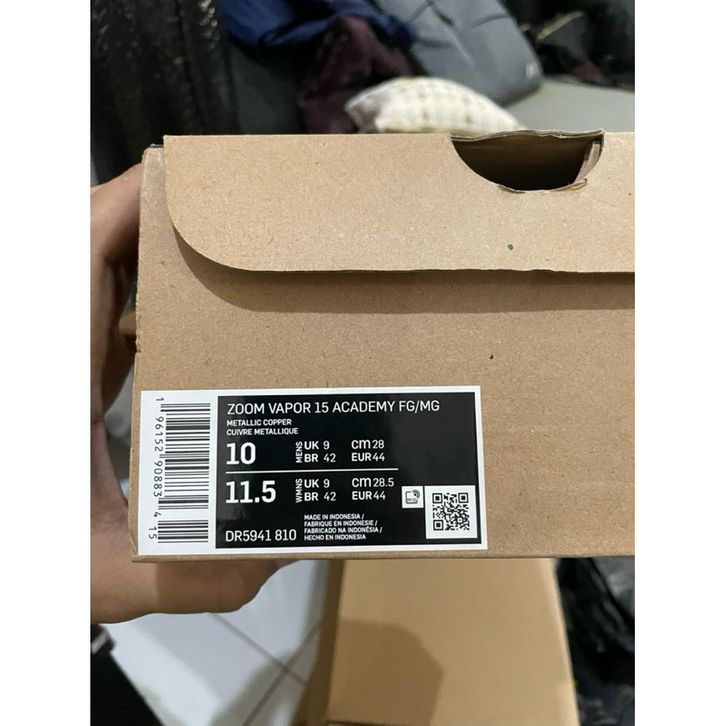 ZOOM VAPOR 15 ACADEMY FG/MG
METALLIC COPPER
CUIVRE METALLIQUE
10 MENS UK 9 CM 28
BR 42 EUR 44
11.5 WMNS UK 9 CM 28.5
BR 42 EUR 44
MADE IN INDONESIA/
FABRIQUE EN INDONÉSIE/
FABRICADO NA INDONÉSIA/
HECHO EN INDONESIA
DR5941 810
1 96152 90883 4 15